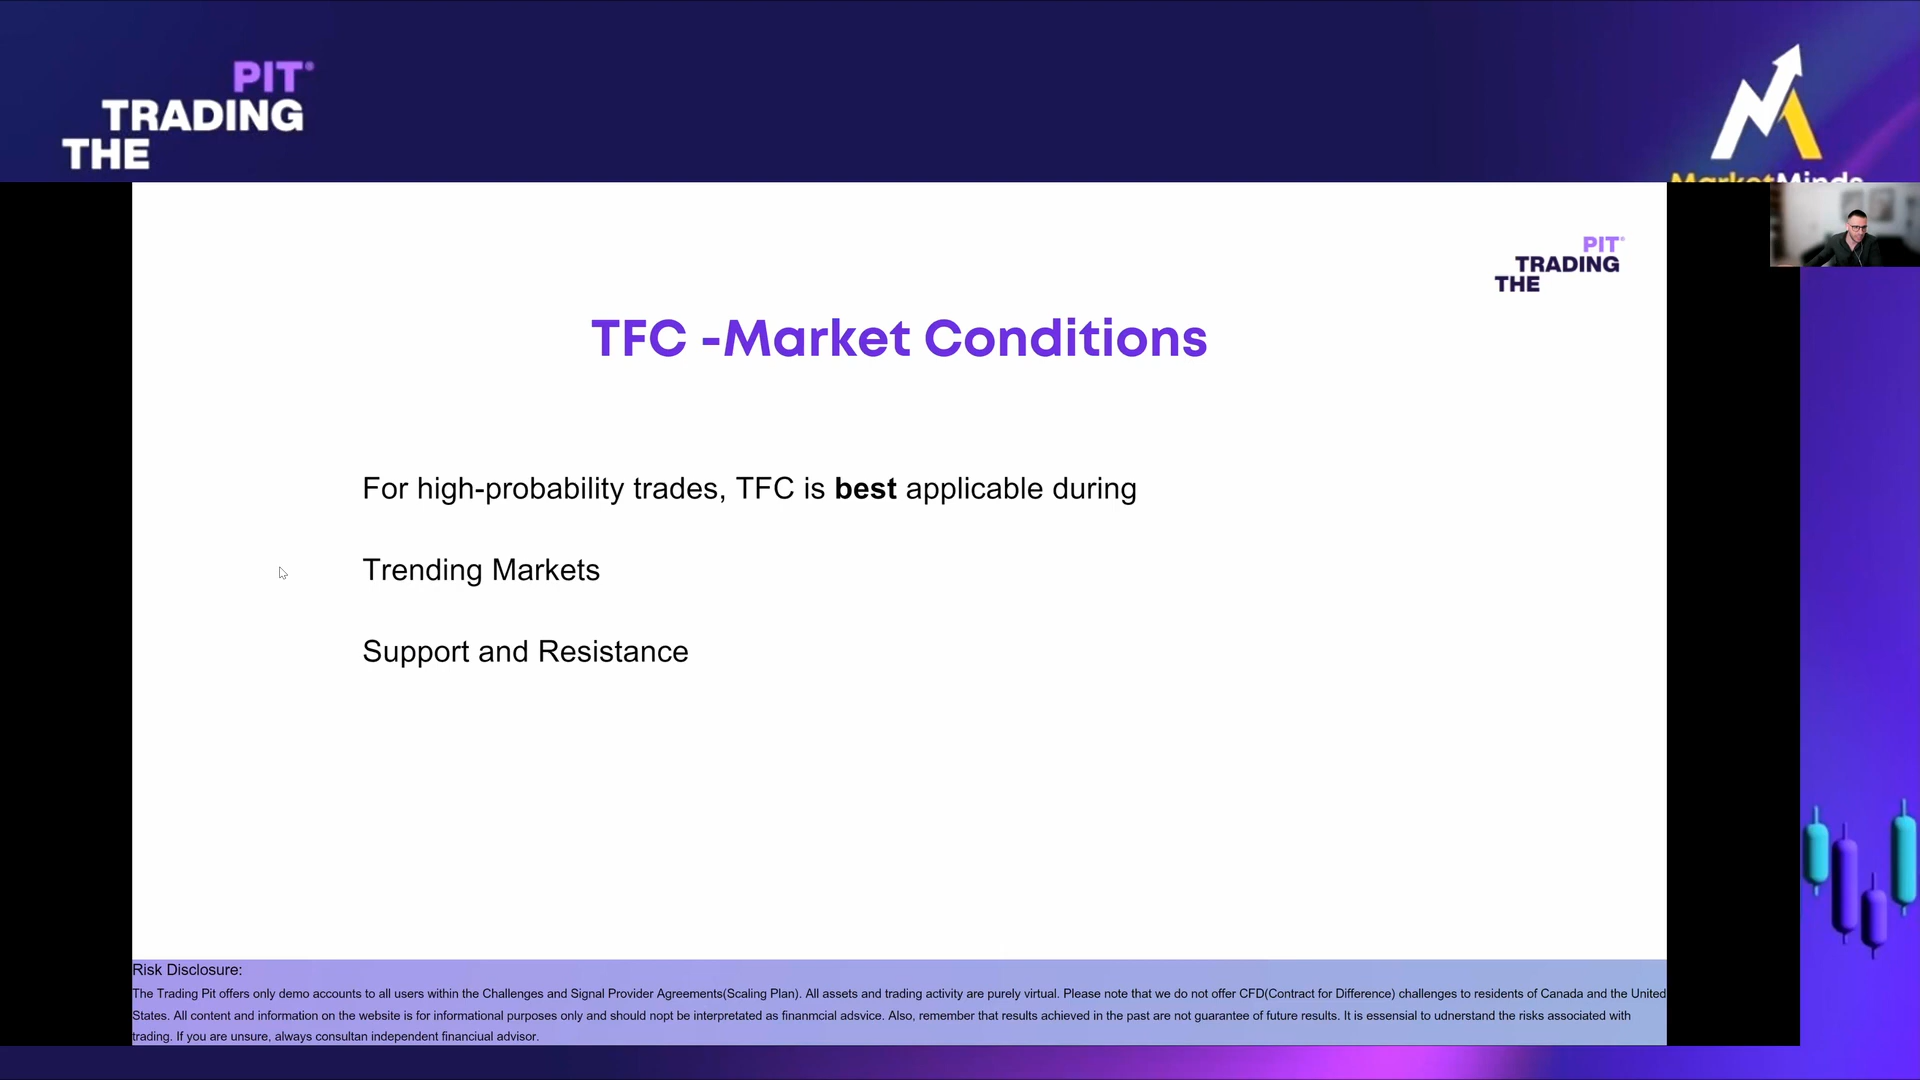 PIT®
TRADING
THE
MarketMinds
PIT®
TRADING
THE
TFC -Market Conditions
For high-probability trades, TFC is best applicable during
Trending Markets
Support and Resistance
Risk Disclosure:
The Trading Pit offers only demo accounts to all users within the Challenges and Signal Provider Agreements(Scaling Plan). All assets and trading activity are purely virtual. Please note that we do not offer CFD(Contract for Difference) challenges to residents of Canada and the United
States. All content and information on the website is for informational purposes only and should nopt be interpretated as finanmcial adsvice. Also, remember that results achieved in the past are not guarantee of future results. It is essensial to udnerstand the risks associated with
trading. If you are unsure, always consultan independent financiual advisor.